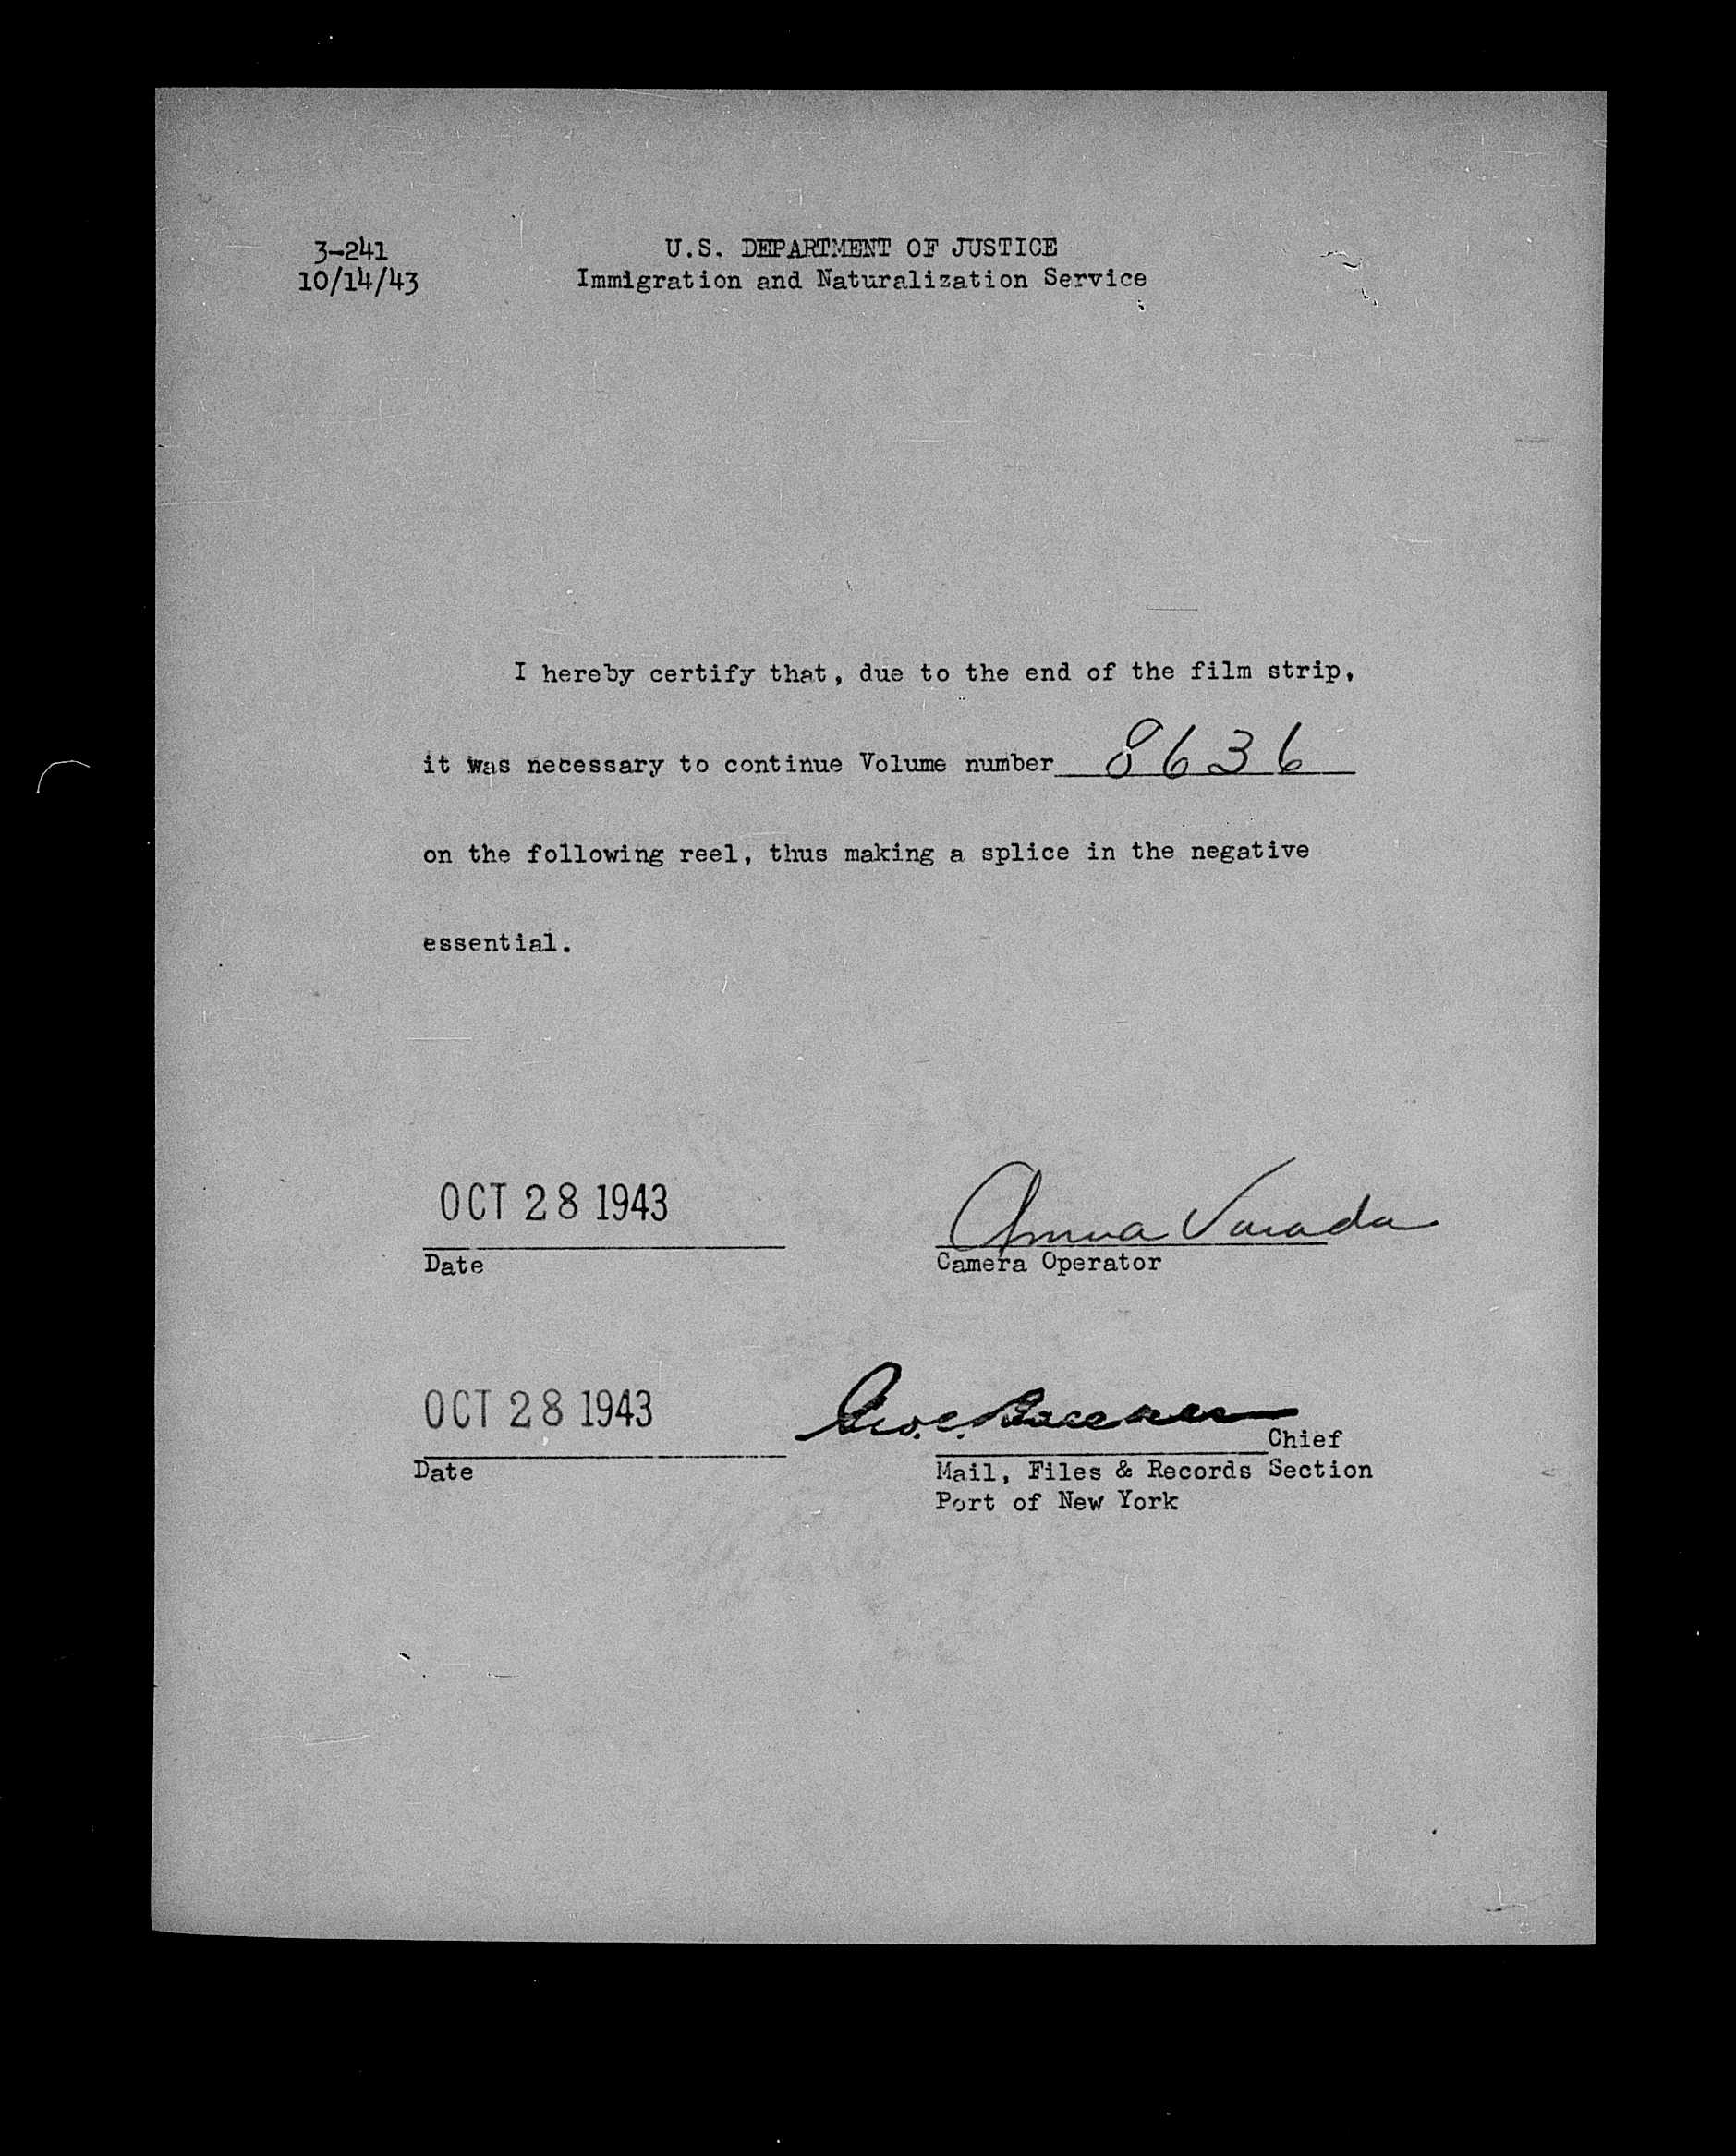 3-241
10/14/43
U.S. DEPARTMENT OF JUSTICE
Immigration and Naturalization Service
I hereby certify that, due to the end of the film strip,
it was necessary to continue Volume number 8636
on the following reel, thus making a splice in the negative
essential.
OCT 28 1943
Date
Camera Operator
OCT 28 1943
Date
Geo. C.
Chief
Mail, Files & Records Section
Port of New York